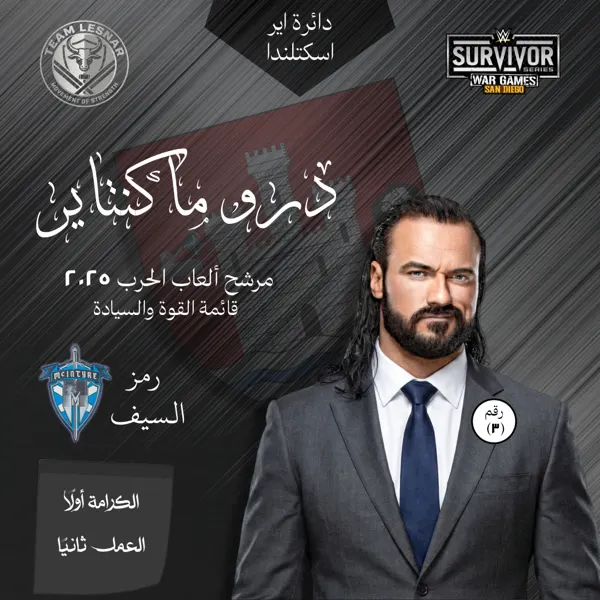 دائرة اير
اسكتلندا
TEAM LESNAR
MOVEMENT OF STRENGTH
W
SURVIVOR
SERIES
WAR GAMES
SAN DIEGO
درو ماكنتاير
مرشح ألعاب الحرب ٢٠٢٥
قائمة القوة والسيادة
McINTYRE
M
رمز
السيف
رقم
(٣)
الكرامة أولًا
العمل ثانيًا